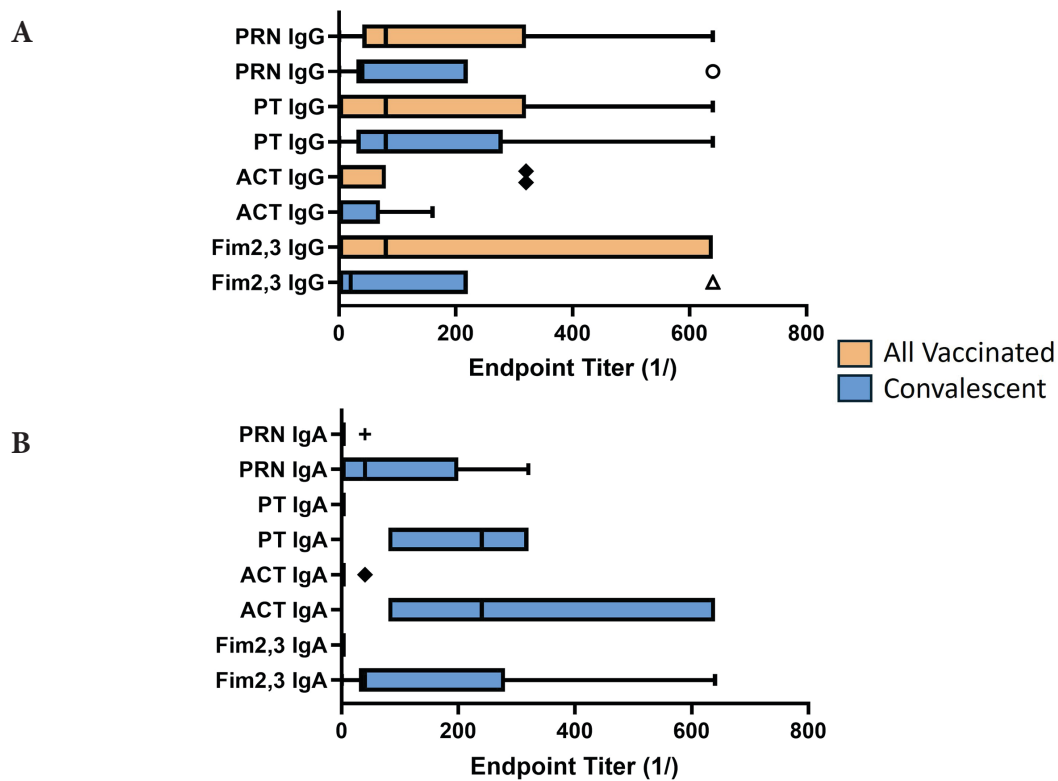 A
PRN IgG
PRN IgG
PT IgG
PT IgG
ACT IgG
ACT IgG
Fim2,3 IgG
Fim2,3 IgG
0 200 400 600 800
Endpoint Titer (1/)
All Vaccinated
Convalescent
B
PRN IgA
PRN IgA
PT IgA
PT IgA
ACT IgA
ACT IgA
Fim2,3 IgA
Fim2,3 IgA
0 200 400 600 800
Endpoint Titer (1/)